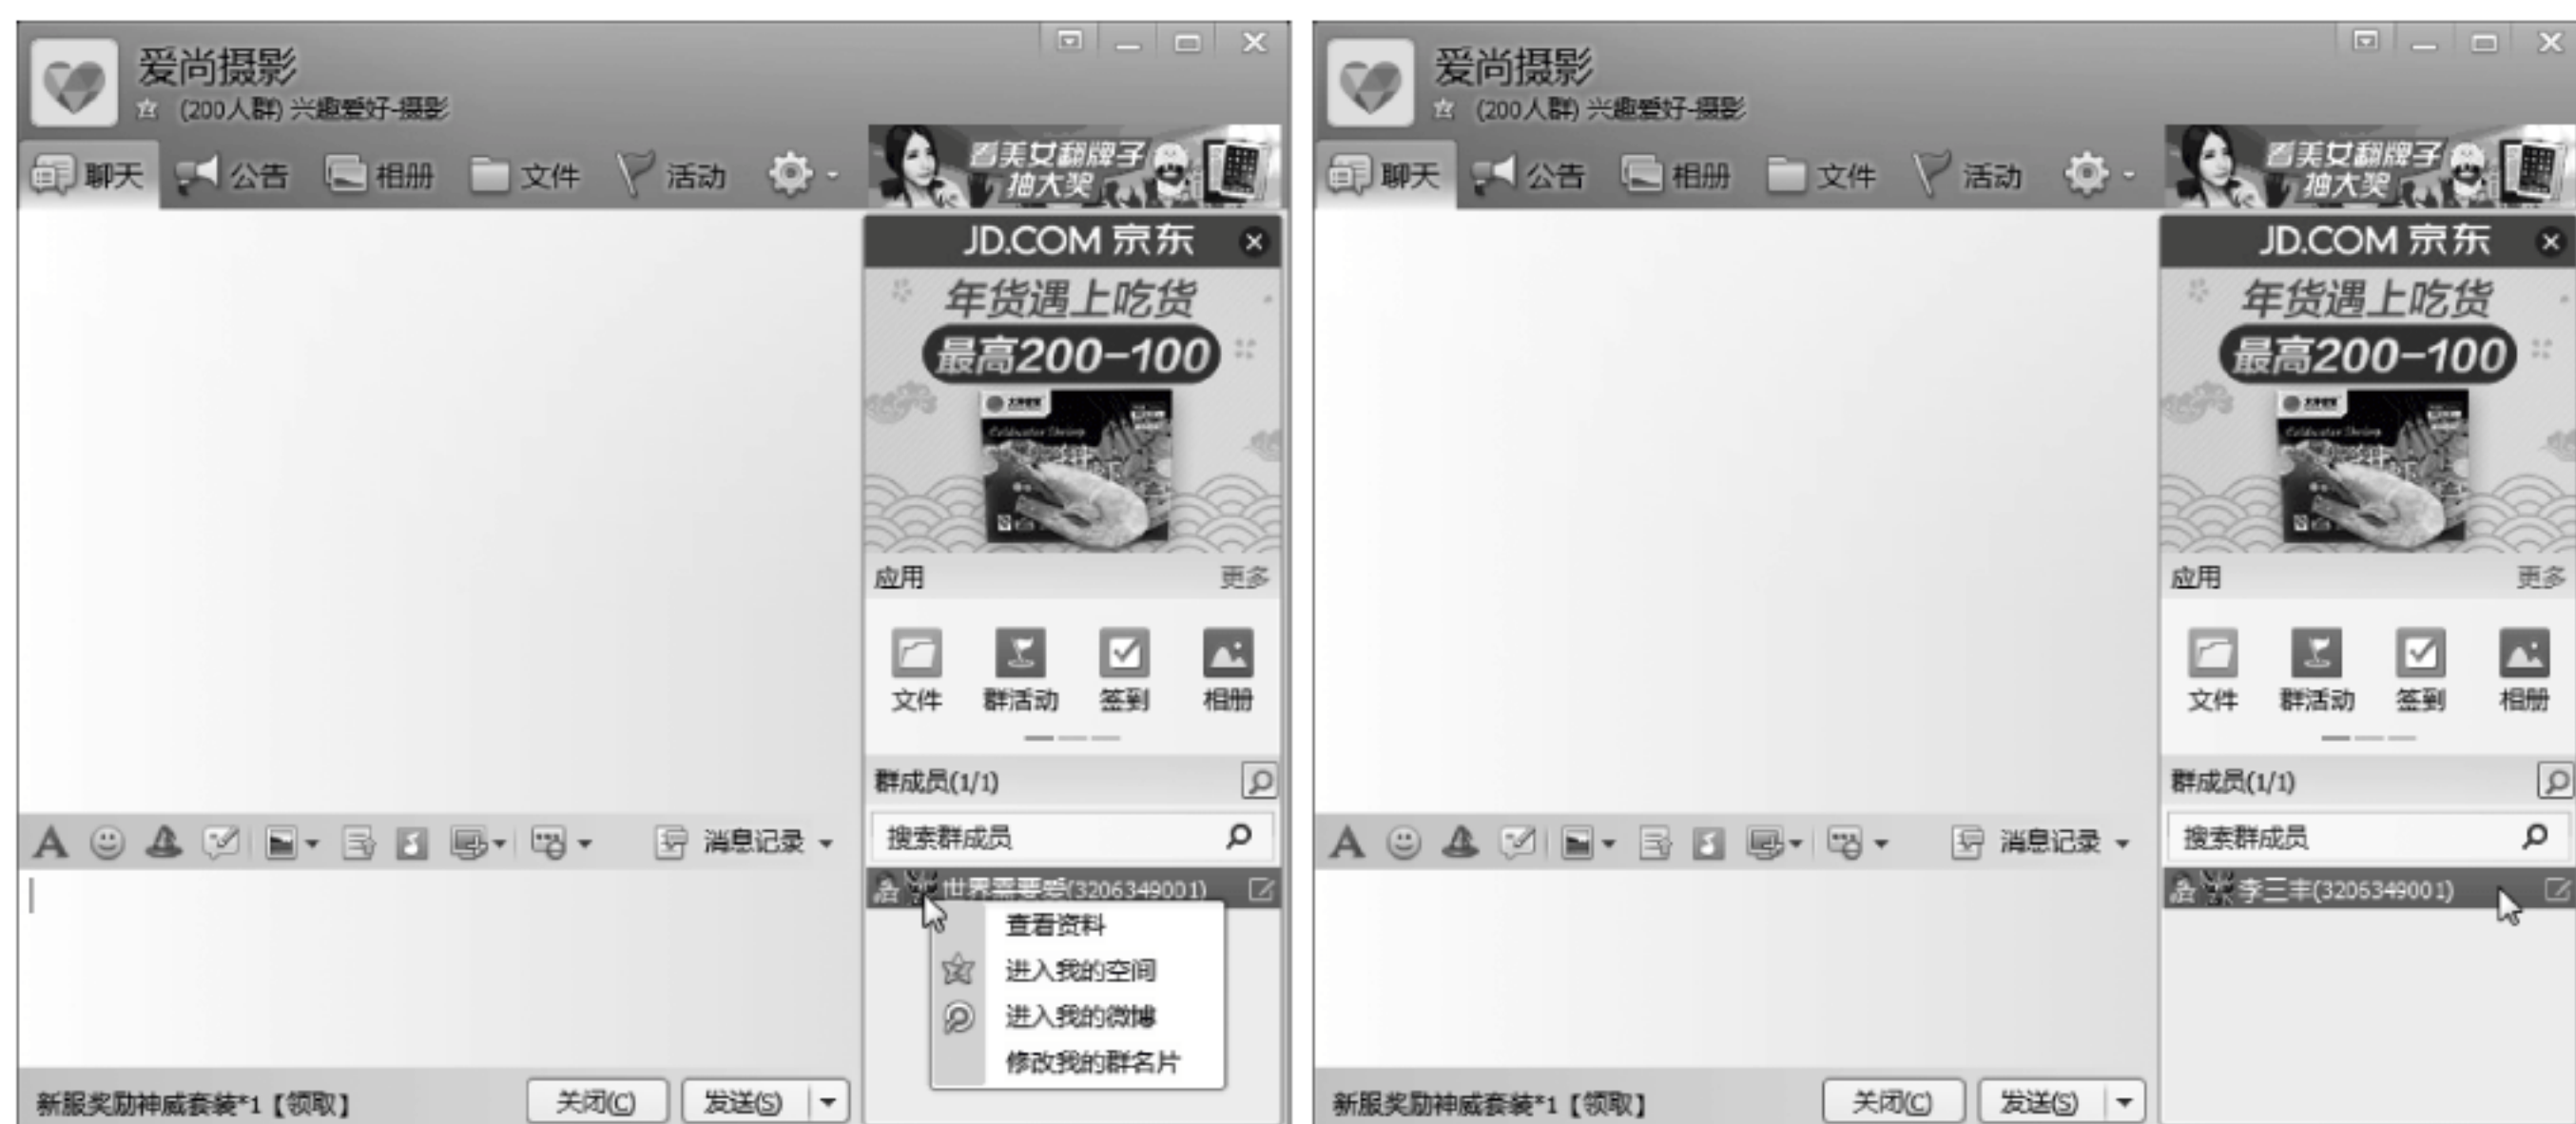 爱尚摄影
(200人群) 兴趣爱好-摄影
聊天 公告 相册 文件 活动
看美女翻牌子
抽大奖
JD.COM 京东
年货遇上吃货
最高200-100
Coldwater Shrimp
应用 更多
文件 群活动 签到 相册
群成员(1/1)
搜索群成员
消息记录
世界需要爱(3206349001)
查看资料
进入我的空间
进入我的微博
修改我的群名片
新服奖励神威套装*1【领取】 关闭(C) 发送(S)
爱尚摄影
(200人群) 兴趣爱好-摄影
聊天 公告 相册 文件 活动
看美女翻牌子
抽大奖
JD.COM 京东
年货遇上吃货
最高200-100
Coldwater Shrimp
应用 更多
文件 群活动 签到 相册
群成员(1/1)
搜索群成员
消息记录
李三丰(3206349001)
新服奖励神威套装*1【领取】 关闭(C) 发送(S)